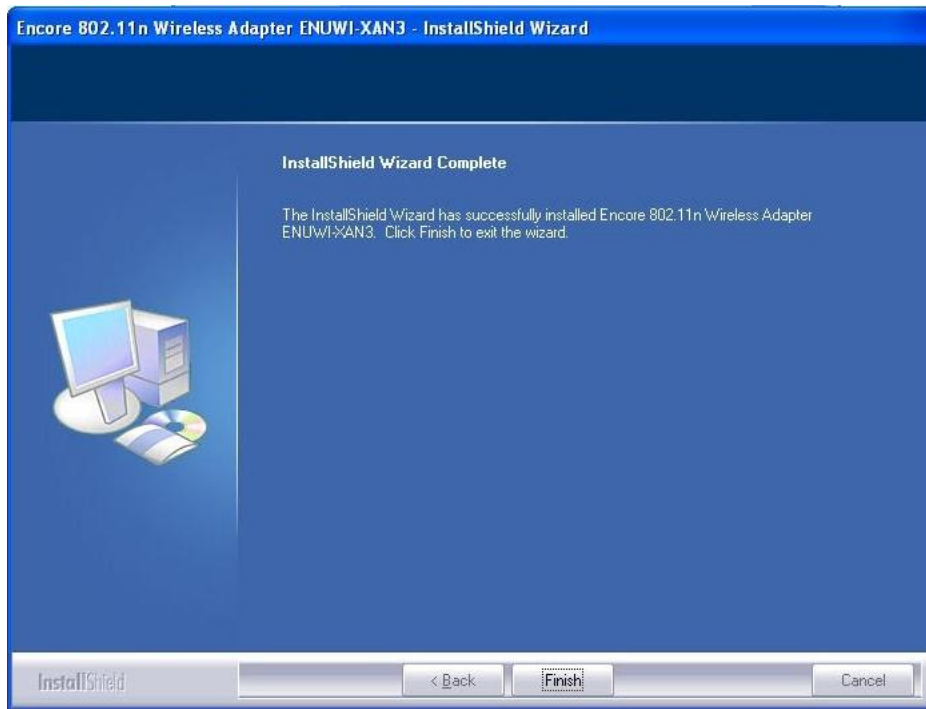 Encore 802.11n Wireless Adapter ENUWI-XAN3 - InstallShield Wizard
InstallShield Wizard Complete
The InstallShield Wizard has successfully installed Encore 802.11n Wireless Adapter
ENUWI-XAN3. Click Finish to exit the wizard.
InstallShield
< Back
Finish
Cancel